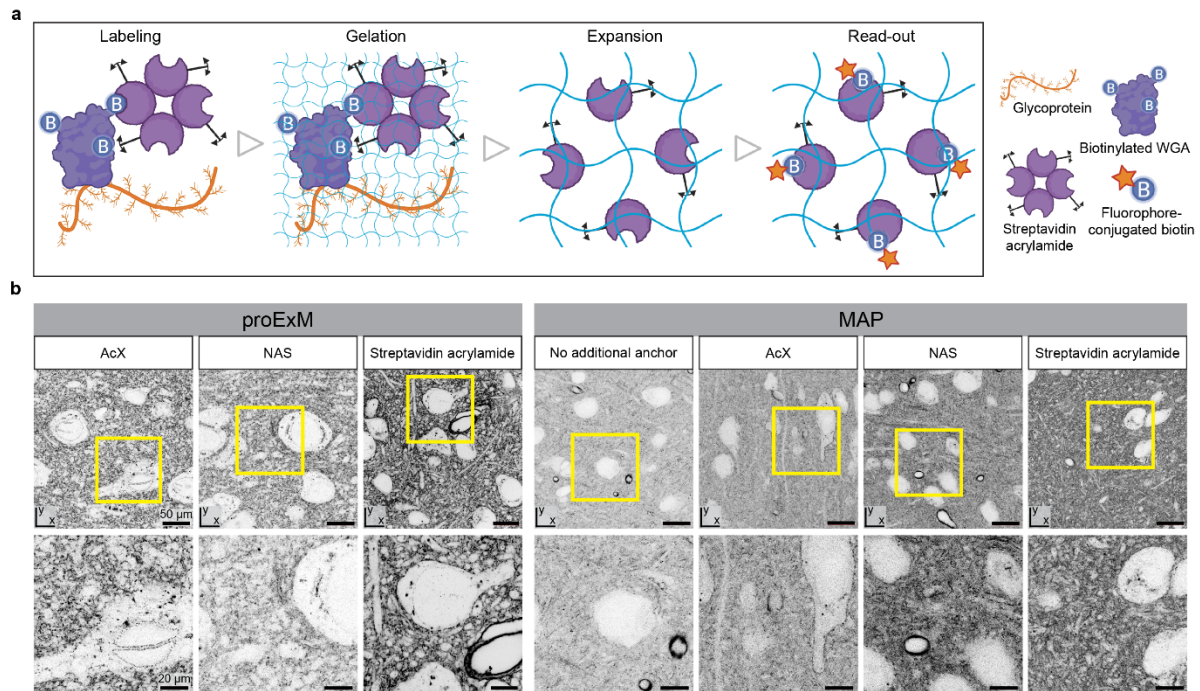 a
Labeling
Gelation
Expansion
Read-out
B
B
B
B
B
B
B
B
B
B
Glycoprotein
B
B
B
Biotinylated WGA
Streptavidin
acrylamide
B
Fluorophore-
conjugated biotin
b
proExM
MAP
AcX
NAS
Streptavidin acrylamide
No additional anchor
AcX
NAS
Streptavidin acrylamide
y
x
50 µm
y
x
y
x
y
x
y
x
y
x
y
x
20 µm